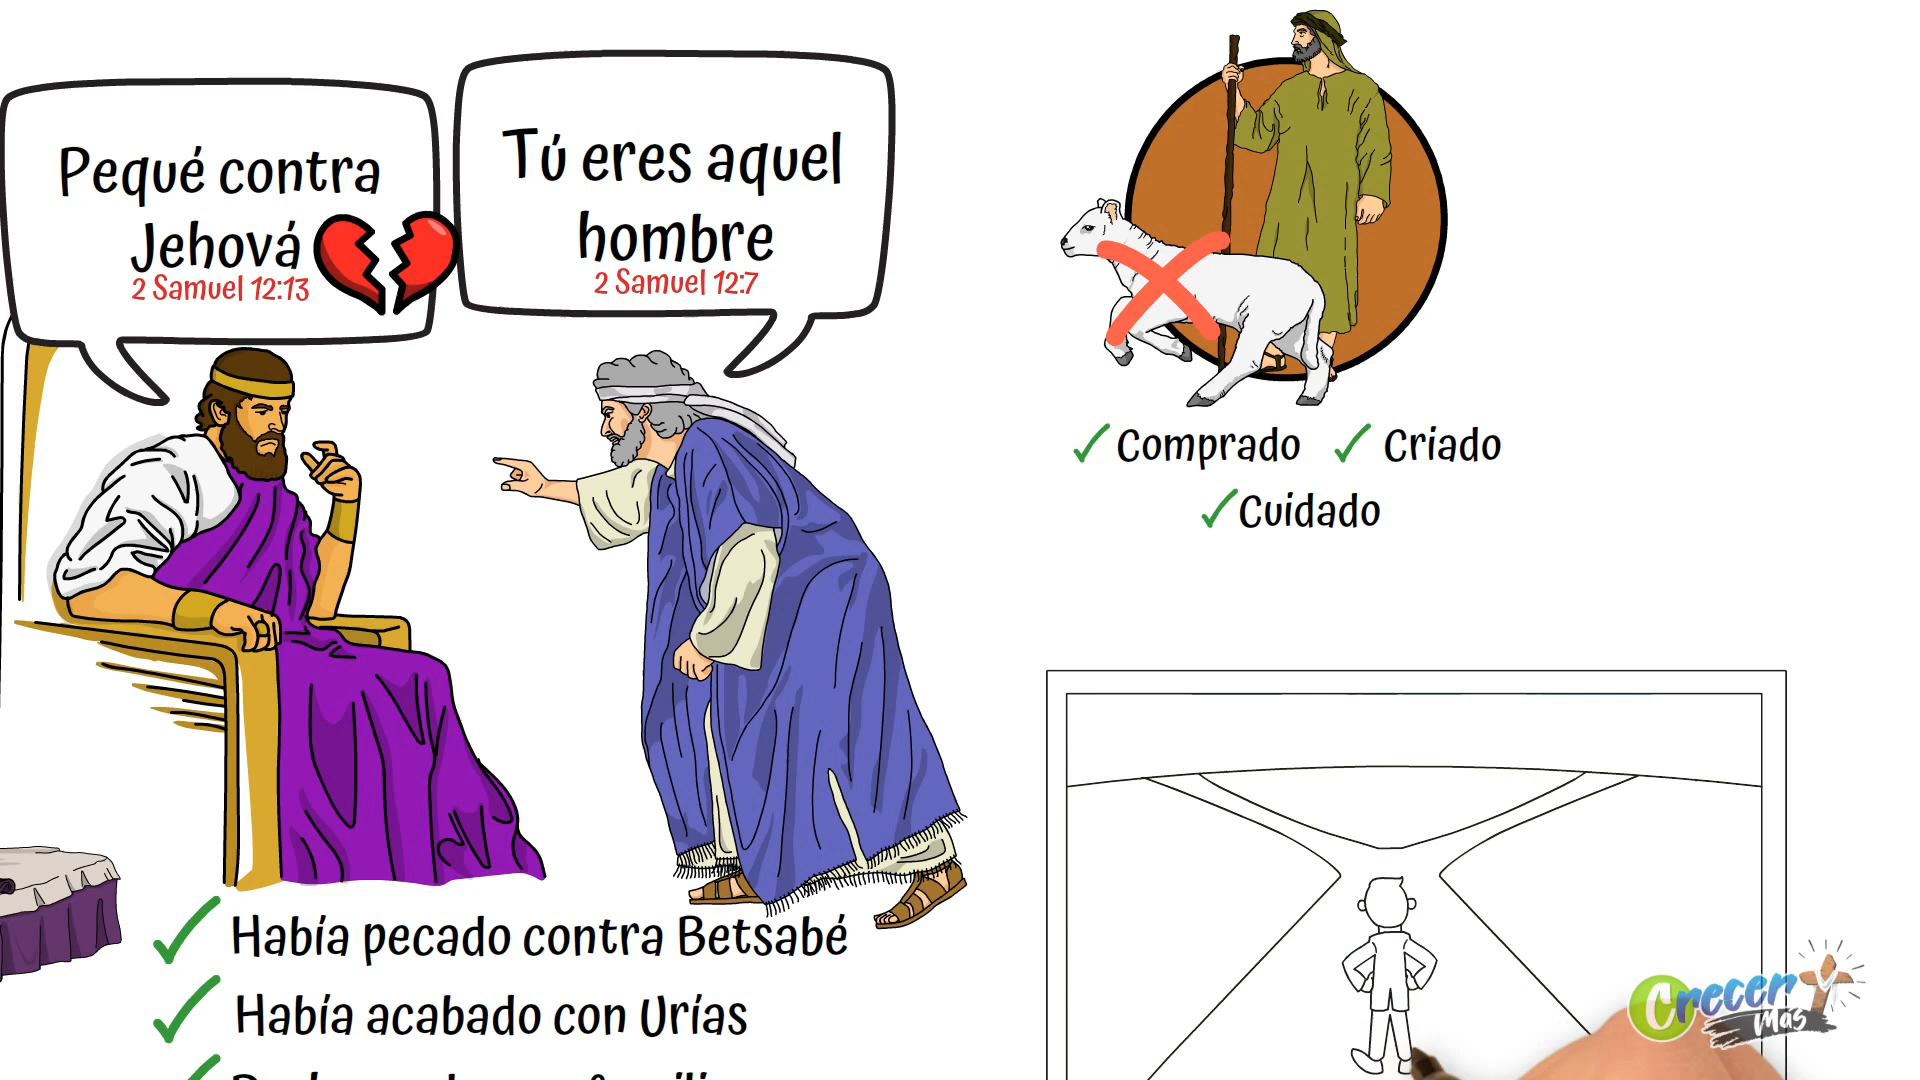 Pequé contra
Jehová
2 Samuel 12:13
Tú eres aquel
hombre
2 Samuel 12:7
Comprado
Criado
Cuidado
Había pecado contra Betsabé
Había acabado con Urías
Crecer
Más